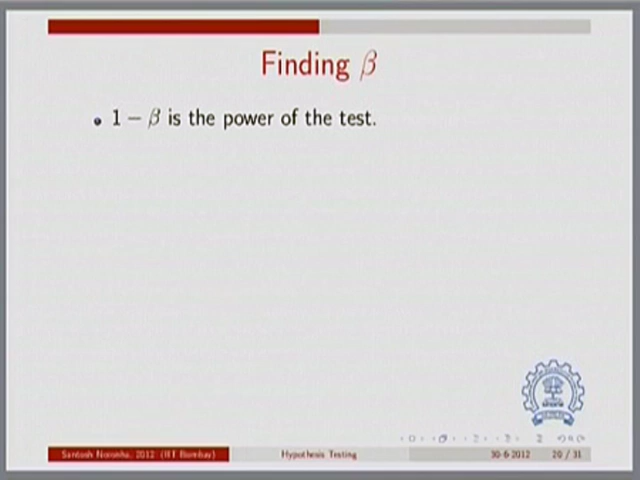 Finding β
1 − β is the power of the test.
Santosh Noronha, 2012 (IIT Bombay)
Hypothesis Testing
30-6-2012
20 / 31